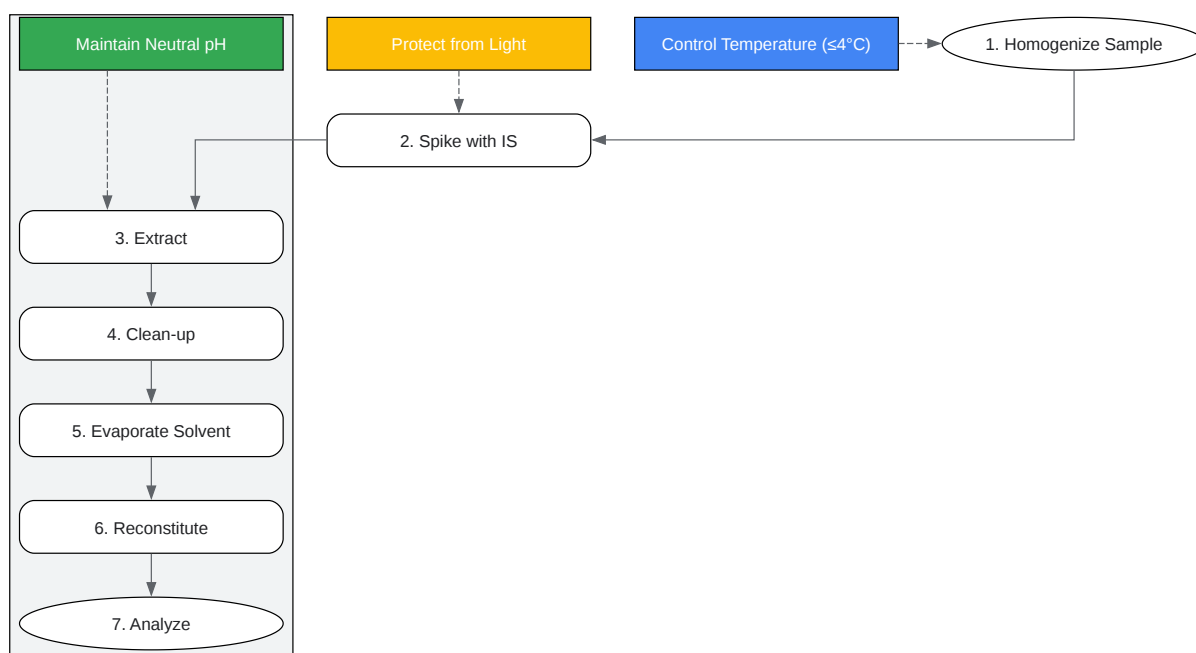 Maintain Neutral pH
Protect from Light
Control Temperature (≤4°C)
1. Homogenize Sample
2. Spike with IS
3. Extract
4. Clean-up
5. Evaporate Solvent
6. Reconstitute
7. Analyze